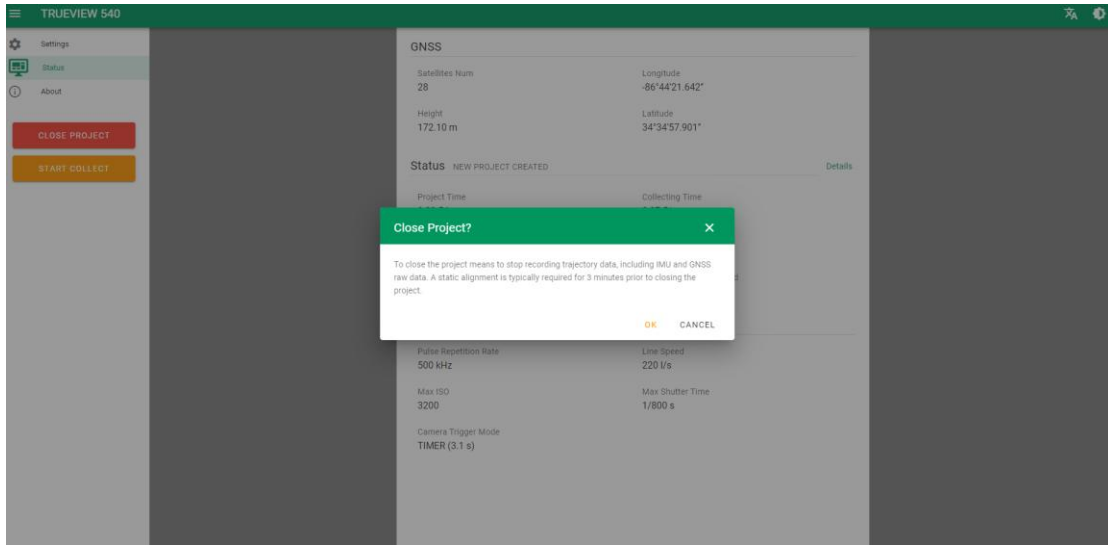 TRUEVIEW 540
Settings
Status
About
CLOSE PROJECT
START COLLECT
GNSS
Satellites Num
28
Longitude
-86°44'21.642"
Height
172.10 m
Latitude
34°34'57.901"
Status NEW PROJECT CREATED
Details
Project Time
Collecting Time
Close Project?
To close the project means to stop recording trajectory data, including IMU and GNSS
raw data. A static alignment is typically required for 3 minutes prior to closing the
project.
OK CANCEL
Pulse Repetition Rate
500 kHz
Line Speed
220 l/s
Max ISO
3200
Max Shutter Time
1/800 s
Camera Trigger Mode
TIMER (3.1 s)